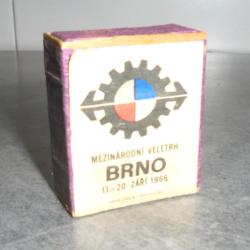 MEZINÁRODNÍ VELETRH
BRNO
11.-20. ZÁŘÍ 1966